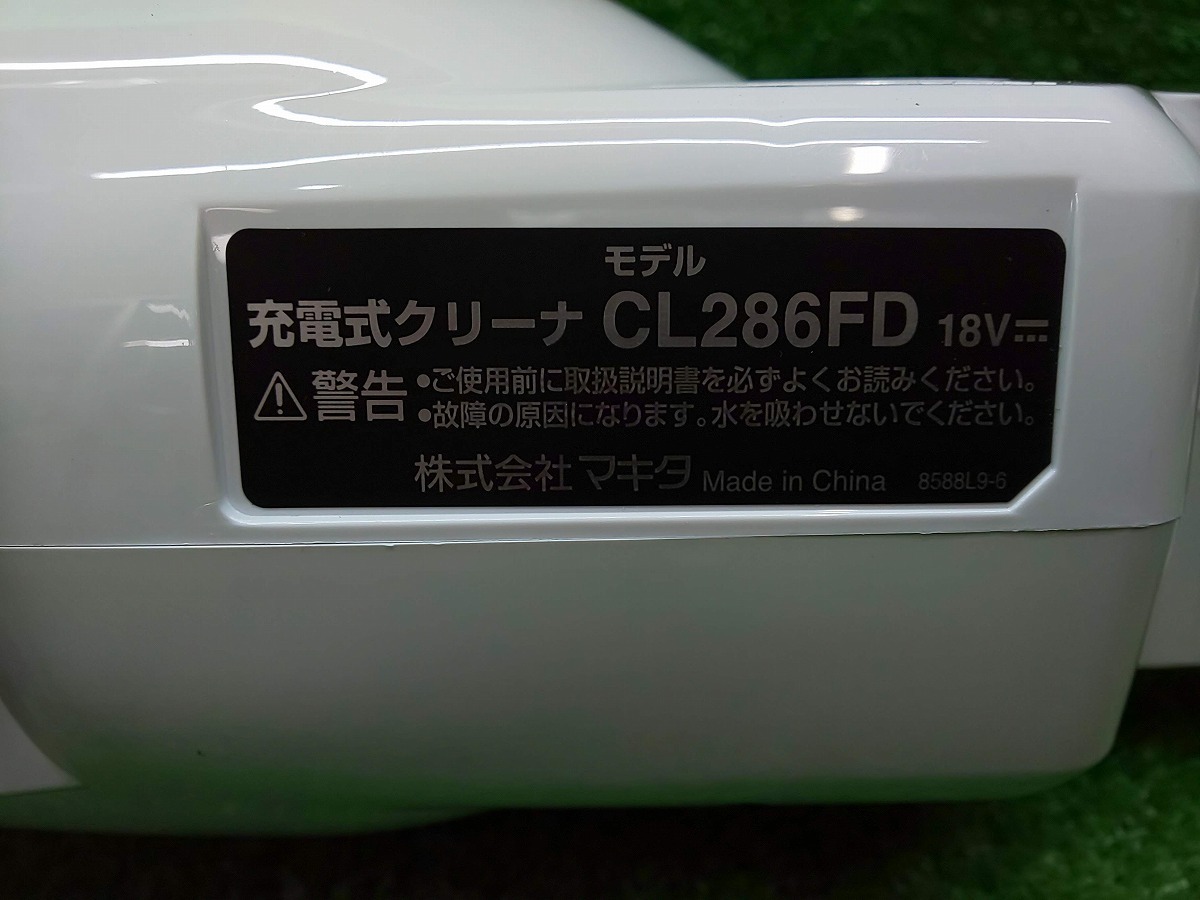 モデル
充電式クリーナ CL286FD 18V⎓
⚠警告 •ご使用前に取扱説明書を必ずよくお読みください。
•故障の原因になります。水を吸わせないでください。
株式会社 マキタ Made in China 8588L9-6